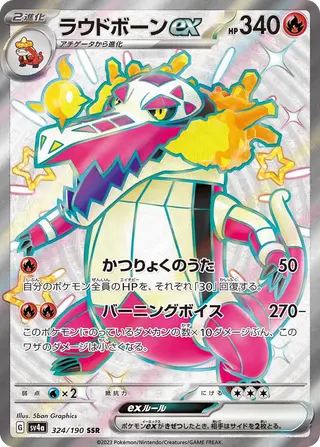 2進化 ラウドボーンex HP340
アチゲータから進化
かつりょくのうた 50
自分のポケモン全員のHPを、それぞれ「30」回復する。
バーニングボイス 270-
このポケモンにのっているダメカンの数×10ダメージぶん、この
ワザのダメージは小さくなる。
弱点 ×2 抵抗力 にげる
exルール
ポケモンexがきぜつしたとき、相手はサイドを2枚とる。
Illus. 5ban Graphics
G sv4a 324/190 SSR
©2023 Pokémon/Nintendo/Creatures/GAME FREAK.